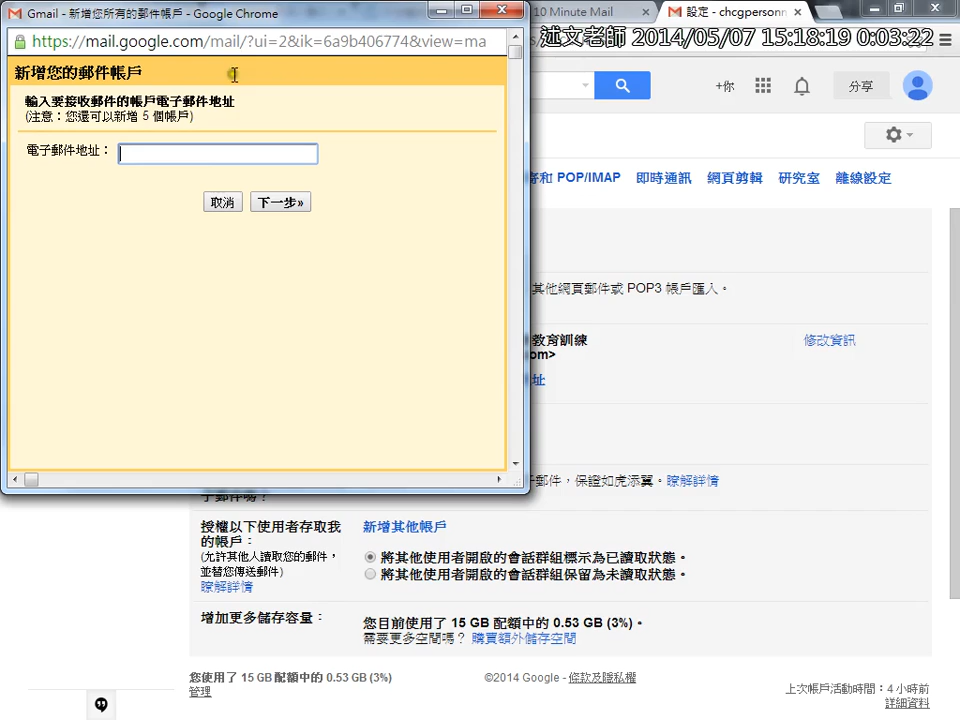 Gmail - 新增您所有的郵件帳戶 - Google Chrome
https://mail.google.com/mail/?ui=2&ik=6a9b406774&view=ma
新增您的郵件帳戶
輸入要接收郵件的帳戶電子郵件地址
(注意：您還可以新增 5 個帳戶)
電子郵件地址：
取消
下一步»
10 Minute Mail
設定 - chcgpersonn
述文老師 2014/05/07 15:18:19 0:03:22
+你
分享
和 POP/IMAP
即時通訊
網頁剪輯
研究室
離線設定
其他網頁郵件或 POP3 帳戶匯入。
教育訓練
om>
修改資訊
址
子郵件，保證如虎添翼。瞭解詳情
子郵件嗎？
授權以下使用者存取我
的帳戶：
(允許其他人讀取您的郵件，
並替您傳送郵件)
瞭解詳情
新增其他帳戶
將其他使用者開啟的會話群組標示為已讀取狀態。
將其他使用者開啟的會話群組保留為未讀取狀態。
增加更多儲存容量：
您目前使用了 15 GB 配額中的 0.53 GB (3%)。
需要更多空間嗎？ 購買額外儲存空間
您使用了 15 GB 配額中的 0.53 GB (3%)
管理
©2014 Google - 條款及隱私權
上次帳戶活動時間：4 小時前
詳細資料